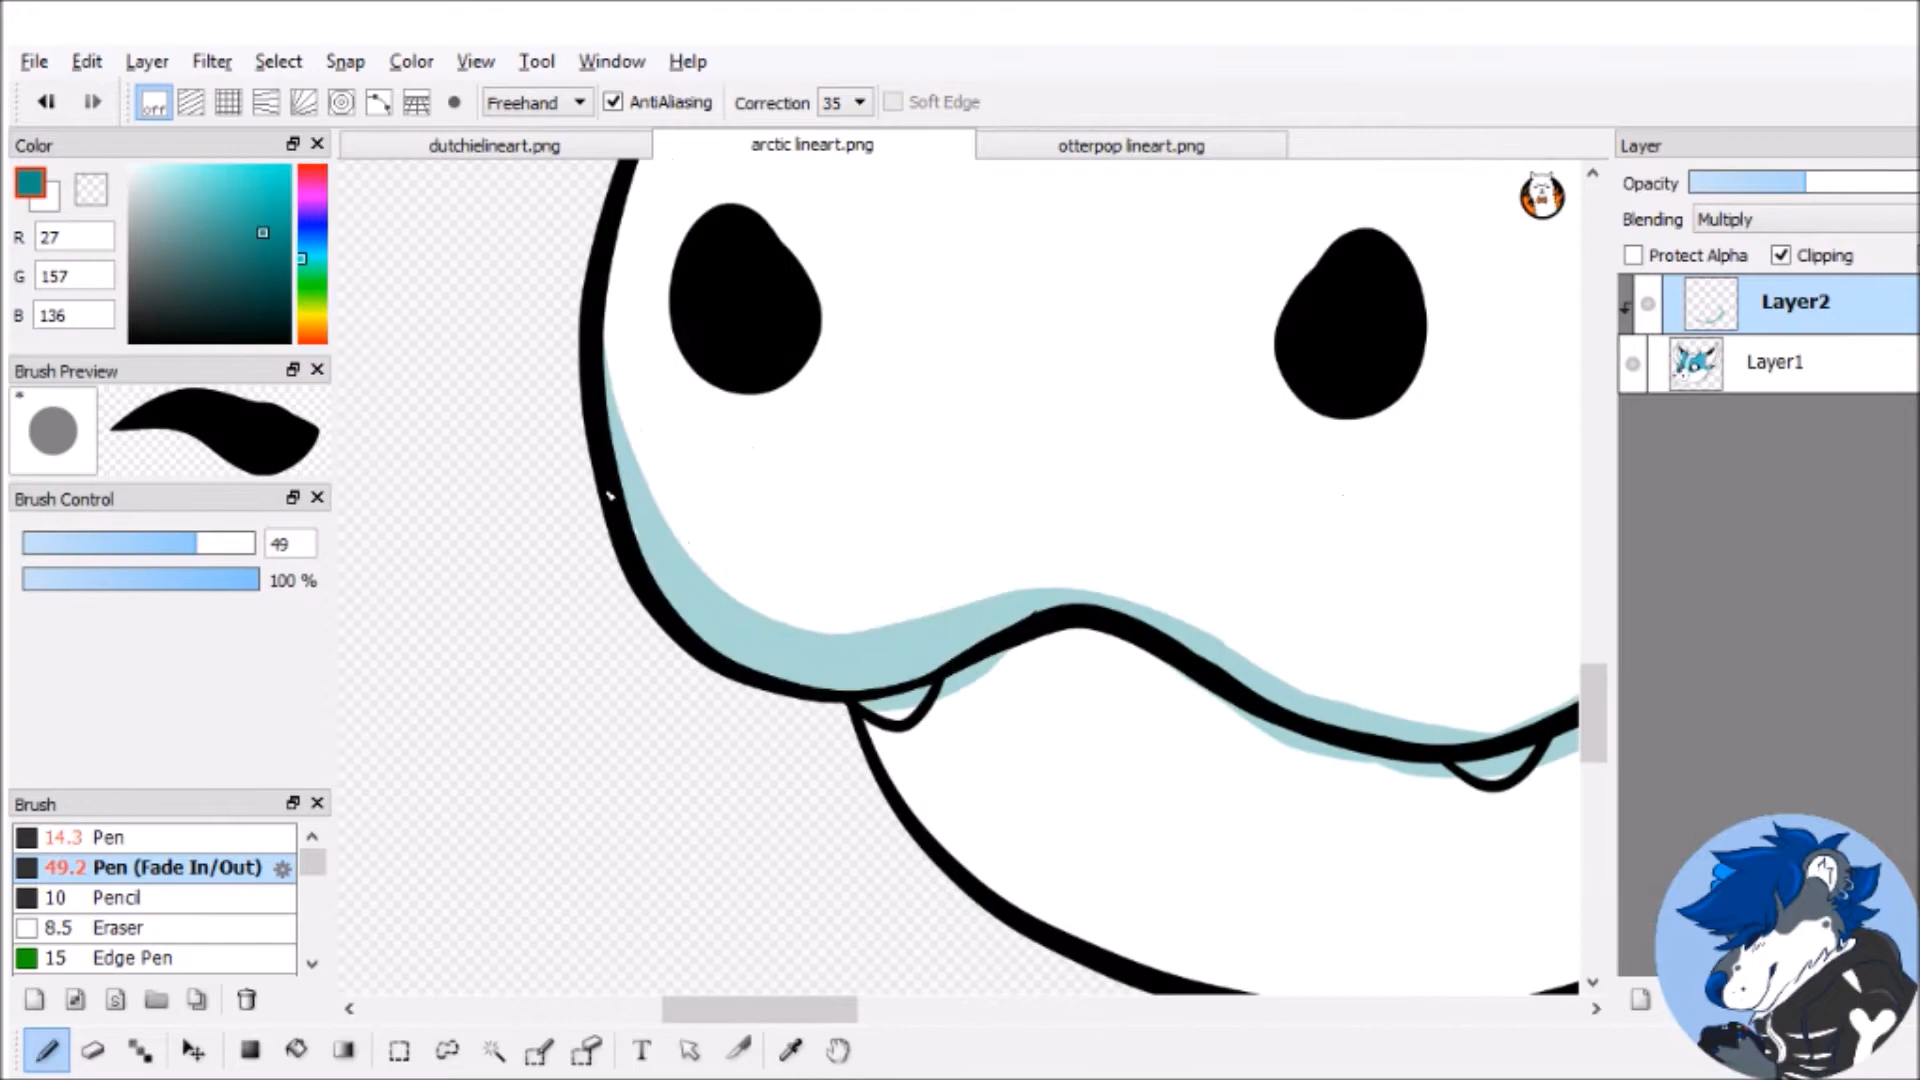 File Edit Layer Filter Select Snap Color View Tool Window Help
off Freehand AntiAliasing Correction 35 Soft Edge
Color
dutchielineart.png arctic lineart.png otterpop lineart.png
Layer
R 27
G 157
B 136
Opacity
Blending Multiply
Protect Alpha Clipping
Layer2
Layer1
Brush Preview
*
Brush Control
49
100 %
Brush
14.3 Pen
49.2 Pen (Fade In/Out)
10 Pencil
8.5 Eraser
15 Edge Pen
S
T